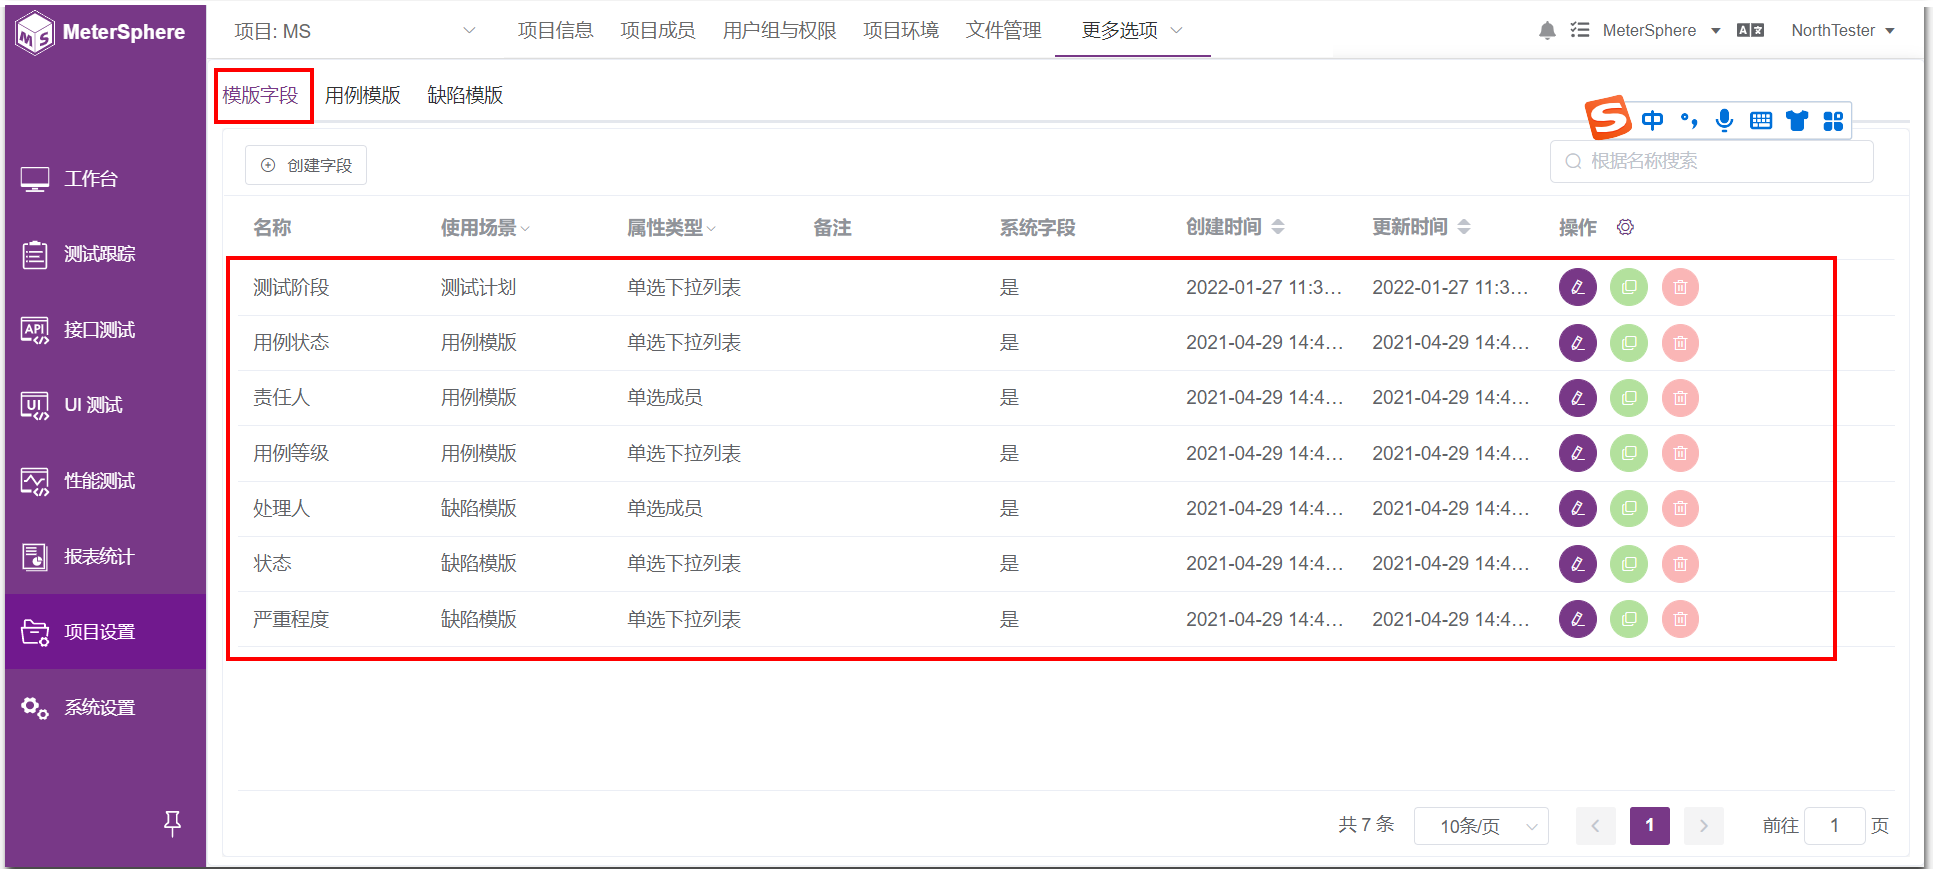 MeterSphere
项目: MS
项目信息 项目成员 用户组与权限 项目环境 文件管理 更多选项
MeterSphere
NorthTester
模版字段 用例模版 缺陷模版
中
创建字段
根据名称搜索
工作台
测试跟踪
接口测试
UI 测试
性能测试
报表统计
项目设置
系统设置
名称 使用场景 属性类型 备注 系统字段 创建时间 更新时间 操作
测试阶段 测试计划 单选下拉列表 是 2022-01-27 11:3... 2022-01-27 11:3...
用例状态 用例模版 单选下拉列表 是 2021-04-29 14:4... 2021-04-29 14:4...
责任人 用例模版 单选成员 是 2021-04-29 14:4... 2021-04-29 14:4...
用例等级 用例模版 单选下拉列表 是 2021-04-29 14:4... 2021-04-29 14:4...
处理人 缺陷模版 单选成员 是 2021-04-29 14:4... 2021-04-29 14:4...
状态 缺陷模版 单选下拉列表 是 2021-04-29 14:4... 2021-04-29 14:4...
严重程度 缺陷模版 单选下拉列表 是 2021-04-29 14:4... 2021-04-29 14:4...
共 7 条 10条/页 1 前往 1 页